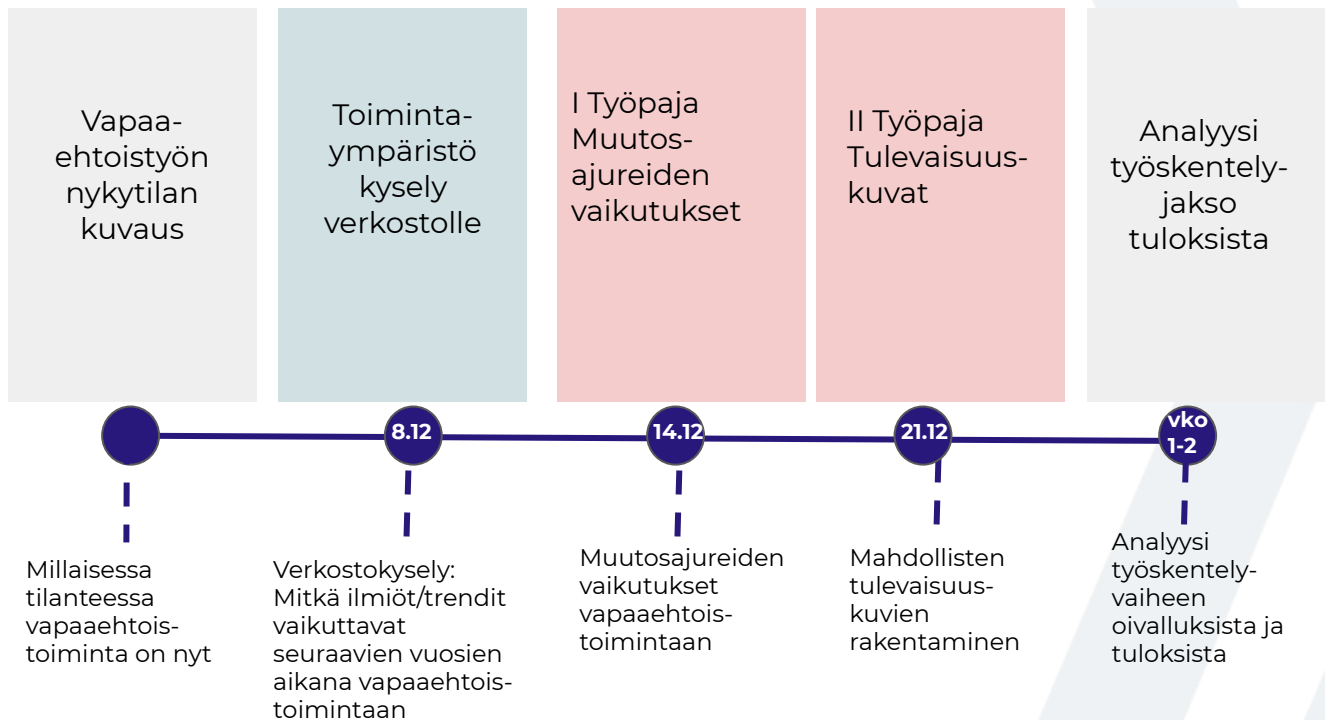 Vapaa-
ehtoistyön
nykytilan
kuvaus
Toiminta-
ympäristö
kysely
verkostolle
I Työpaja
Muutos-
ajureiden
vaikutukset
II Työpaja
Tulevaisuus-
kuvat
Analyysi
työskentely-
jakso
tuloksista
8.12
14.12
21.12
vko
1-2
Millaisessa
tilanteessa
vapaaehtois-
toiminta on nyt
Verkostokysely:
Mitkä ilmiöt/trendit
vaikuttavat
seuraavien vuosien
aikana vapaaehtois-
toimintaan
Muutosajureiden
vaikutukset
vapaaehtois-
toimintaan
Mahdollisten
tulevaisuus-
kuvien
rakentaminen
Analyysi
työskentely-
vaiheen
oivalluksista ja
tuloksista